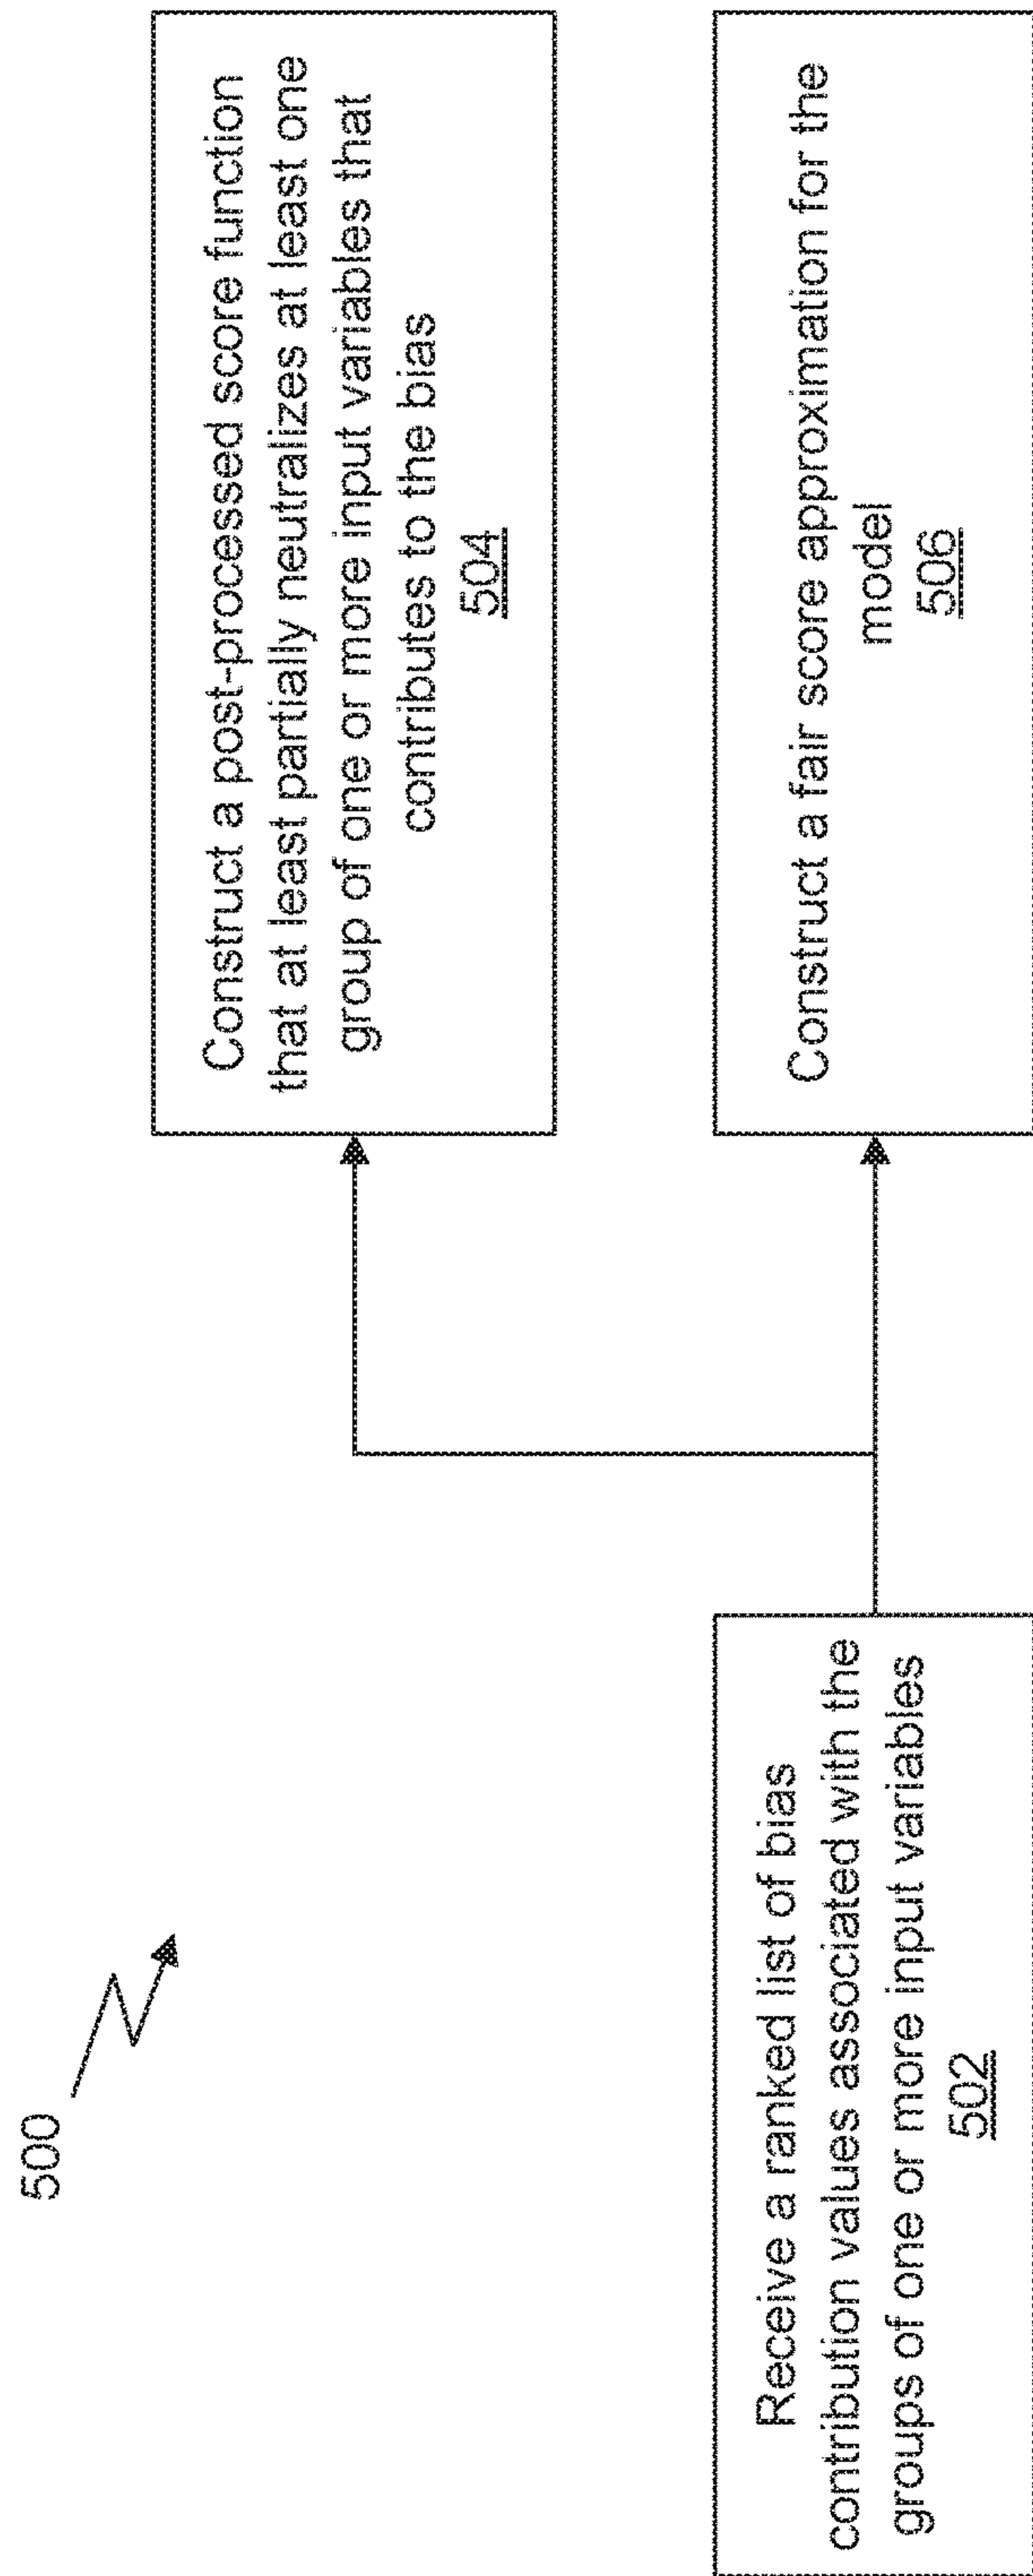 500
Receive a ranked list of bias
contribution values associated with the
groups of one or more input variables
502
Construct a post-processed score function
that at least partially neutralizes at least one
group of one or more input variables that
contributes to the bias
504
Construct a fair score approximation for the
model
506